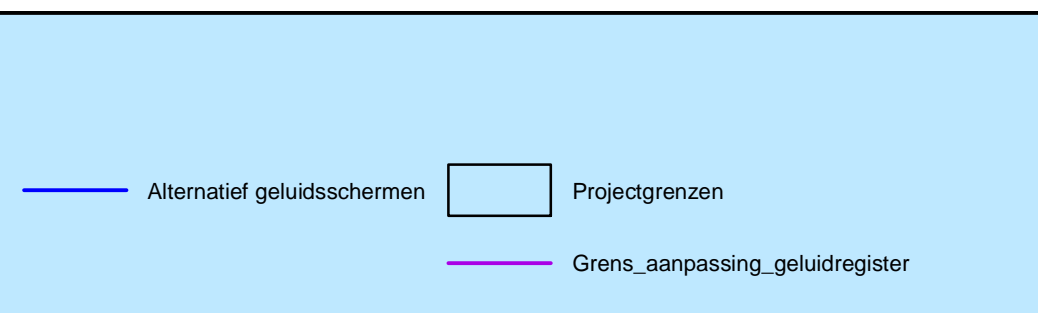 Alternatief geluidsschermen
Projectgrenzen
Grens_aanpassing_geluidregister